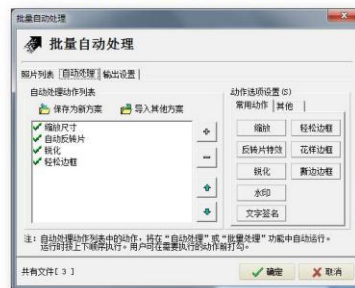 批量自动处理
批量自动处理
照片列表 自动处理 输出设置
自动处理动作列表
保存为新方案 导入其他方案
缩放尺寸
自动反转片
锐化
轻松边框
动作选项设置(S)
常用动作 其他
缩放 轻松边框
反转片特效 花样边框
锐化 撕边边框
水印
文字签名
注：自动处理动作列表中的动作，将在“自动处理”或“批量处理”功能中自动运行。
运行时按上下顺序执行。用户可在需要执行的动作前打勾。
共有文件[ 3 ]
确定 取消